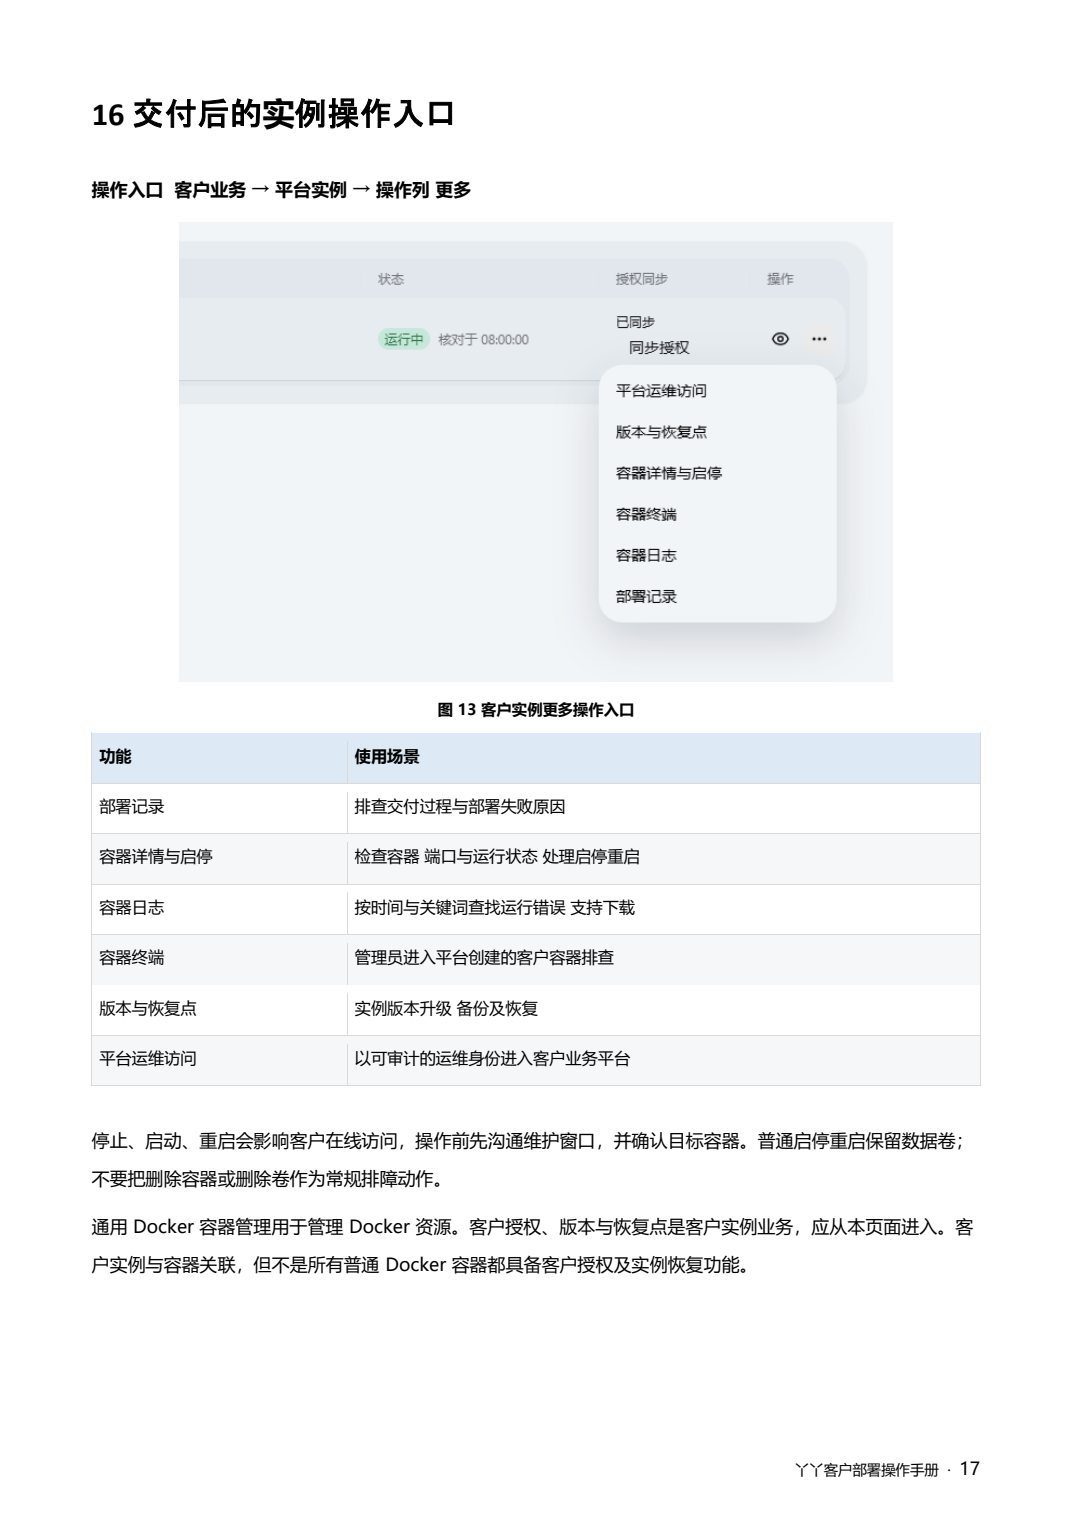 16 交付后的实例操作入口
操作入口 客户业务 → 平台实例 → 操作列 更多
状态 授权同步 操作
运行中 核对于 08:00:00
已同步
同步授权
平台运维访问
版本与恢复点
容器详情与启停
容器终端
容器日志
部署记录
图 13 客户实例更多操作入口
功能 使用场景
部署记录 排查交付过程与部署失败原因
容器详情与启停 检查容器 端口与运行状态 处理启停重启
容器日志 按时间与关键词查找运行错误 支持下载
容器终端 管理员进入平台创建的客户容器排查
版本与恢复点 实例版本升级 备份及恢复
平台运维访问 以可审计的运维身份进入客户业务平台
停止、启动、重启会影响客户在线访问，操作前先沟通维护窗口，并确认目标容器。普通启停重启保留数据卷；
不要把删除容器或删除卷作为常规排障动作。
通用 Docker 容器管理用于管理 Docker 资源。客户授权、版本与恢复点是客户实例业务，应从本页面进入。客
户实例与容器关联，但不是所有普通 Docker 容器都具备客户授权及实例恢复功能。
丫丫客户部署操作手册 · 17